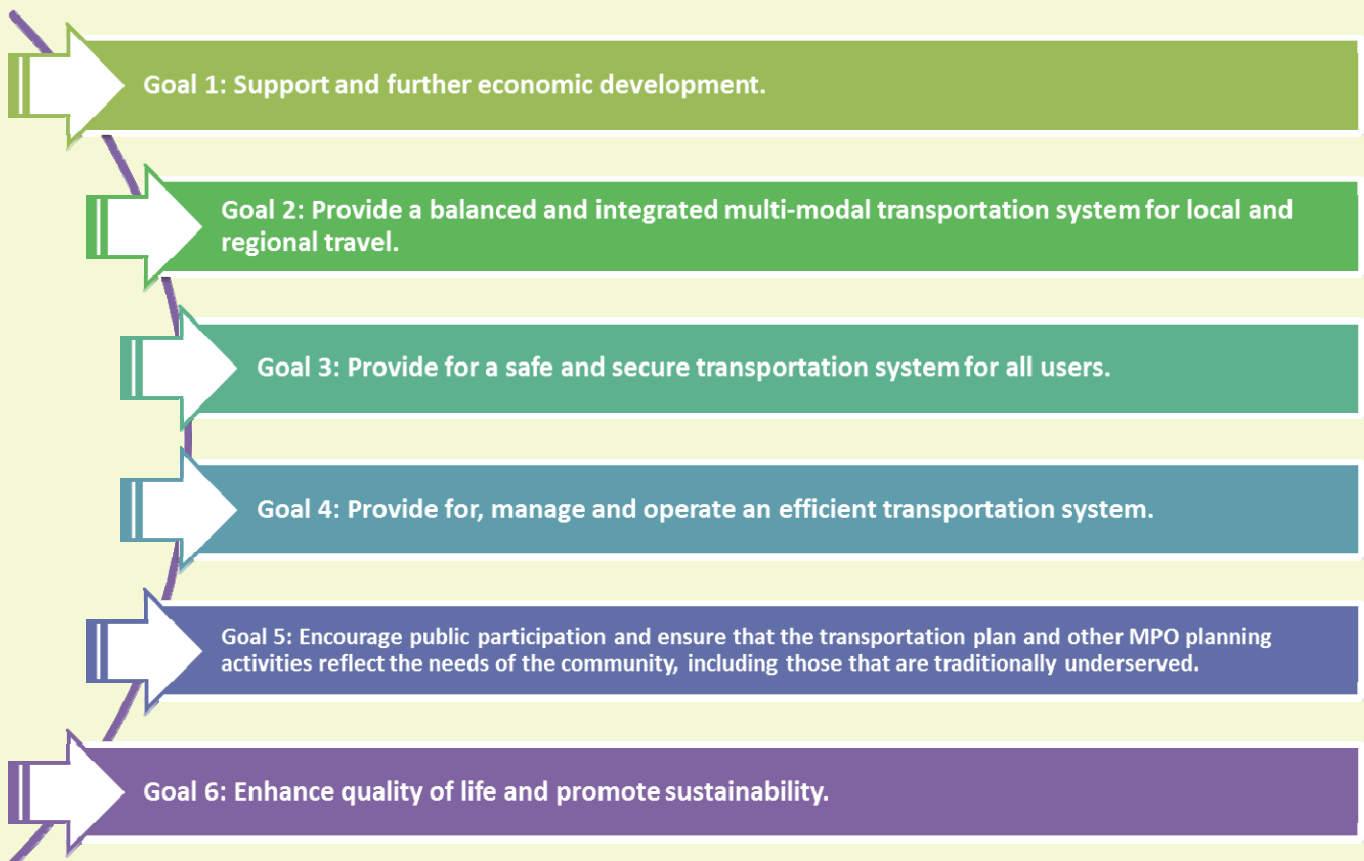 Goal 1: Support and further economic development.
Goal 2: Provide a balanced and integrated multi-modal transportation system for local and
regional travel.
Goal 3: Provide for a safe and secure transportation system for all users.
Goal 4: Provide for, manage and operate an efficient transportation system.
Goal 5: Encourage public participation and ensure that the transportation plan and other MPO planning
activities reflect the needs of the community, including those that are traditionally underserved.
Goal 6: Enhance quality of life and promote sustainability.